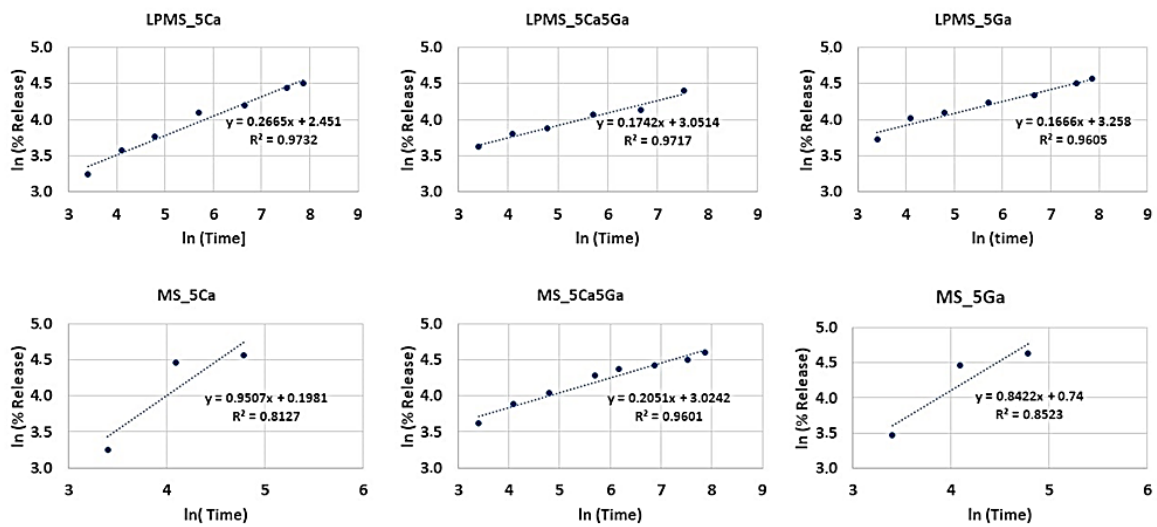 LPMS_5Ca
5.0
4.5
4.0
3.5
3.0
ln (% Release)
y = 0.2665x + 2.451
R² = 0.9732
3 4 5 6 7 8 9
ln (Time]
LPMS_5Ca5Ga
5.0
4.5
4.0
3.5
3.0
ln (% Release)
y = 0.1742x + 3.0514
R² = 0.9717
3 4 5 6 7 8 9
ln (Time)
LPMS_5Ga
5.0
4.5
4.0
3.5
3.0
ln (% Release)
y = 0.1666x + 3.258
R² = 0.9605
3 4 5 6 7 8 9
ln (time)
MS_5Ca
5.0
4.5
4.0
3.5
3.0
ln (% Release)
y = 0.9507x + 0.1981
R² = 0.8127
3 4 5 6
ln( Time)
MS_5Ca5Ga
5.0
4.5
4.0
3.5
3.0
ln (% Release)
y = 0.2051x + 3.0242
R² = 0.9601
3 4 5 6 7 8 9
ln (Time)
MS_5Ga
5.0
4.5
4.0
3.5
3.0
ln (% Release)
y = 0.8422x + 0.74
R² = 0.8523
3 4 5 6
ln (Time)